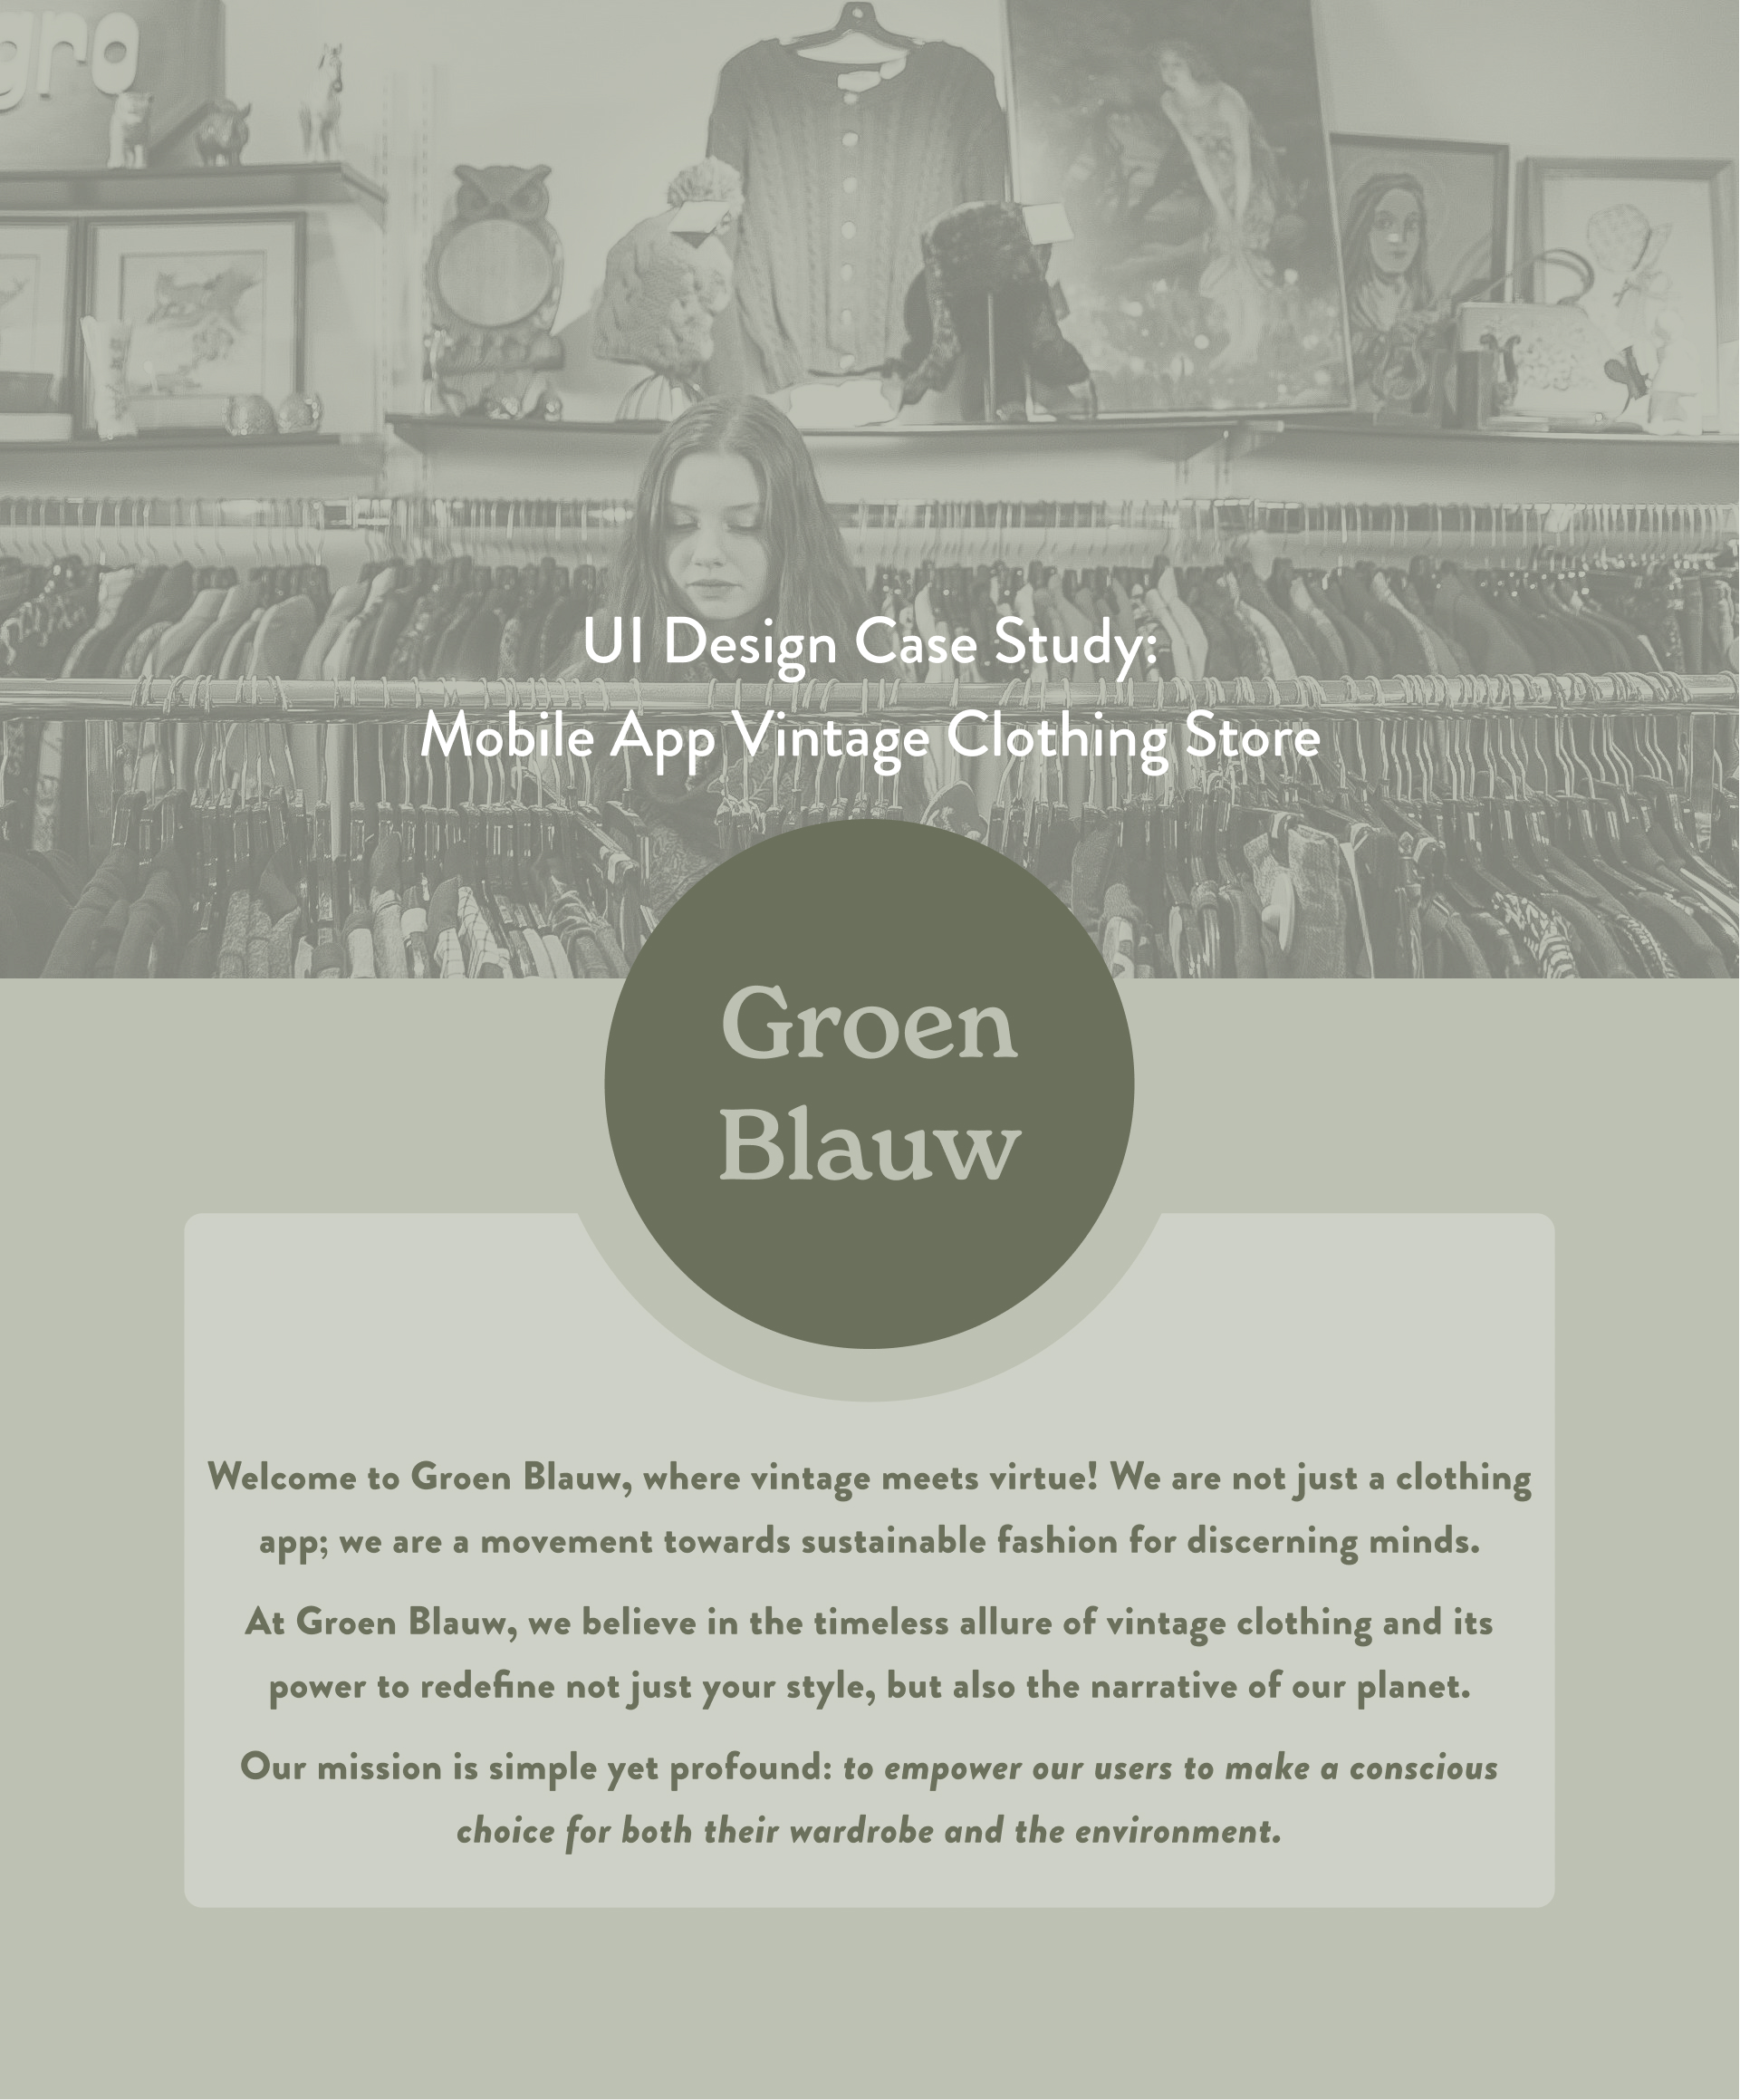 gro
UI Design Case Study:
Mobile App Vintage Clothing Store
Groen
Blauw
Welcome to Groen Blauw, where vintage meets virtue! We are not just a clothing
app; we are a movement towards sustainable fashion for discerning minds.
At Groen Blauw, we believe in the timeless allure of vintage clothing and its
power to redefine not just your style, but also the narrative of our planet.
Our mission is simple yet profound: to empower our users to make a conscious
choice for both their wardrobe and the environment.